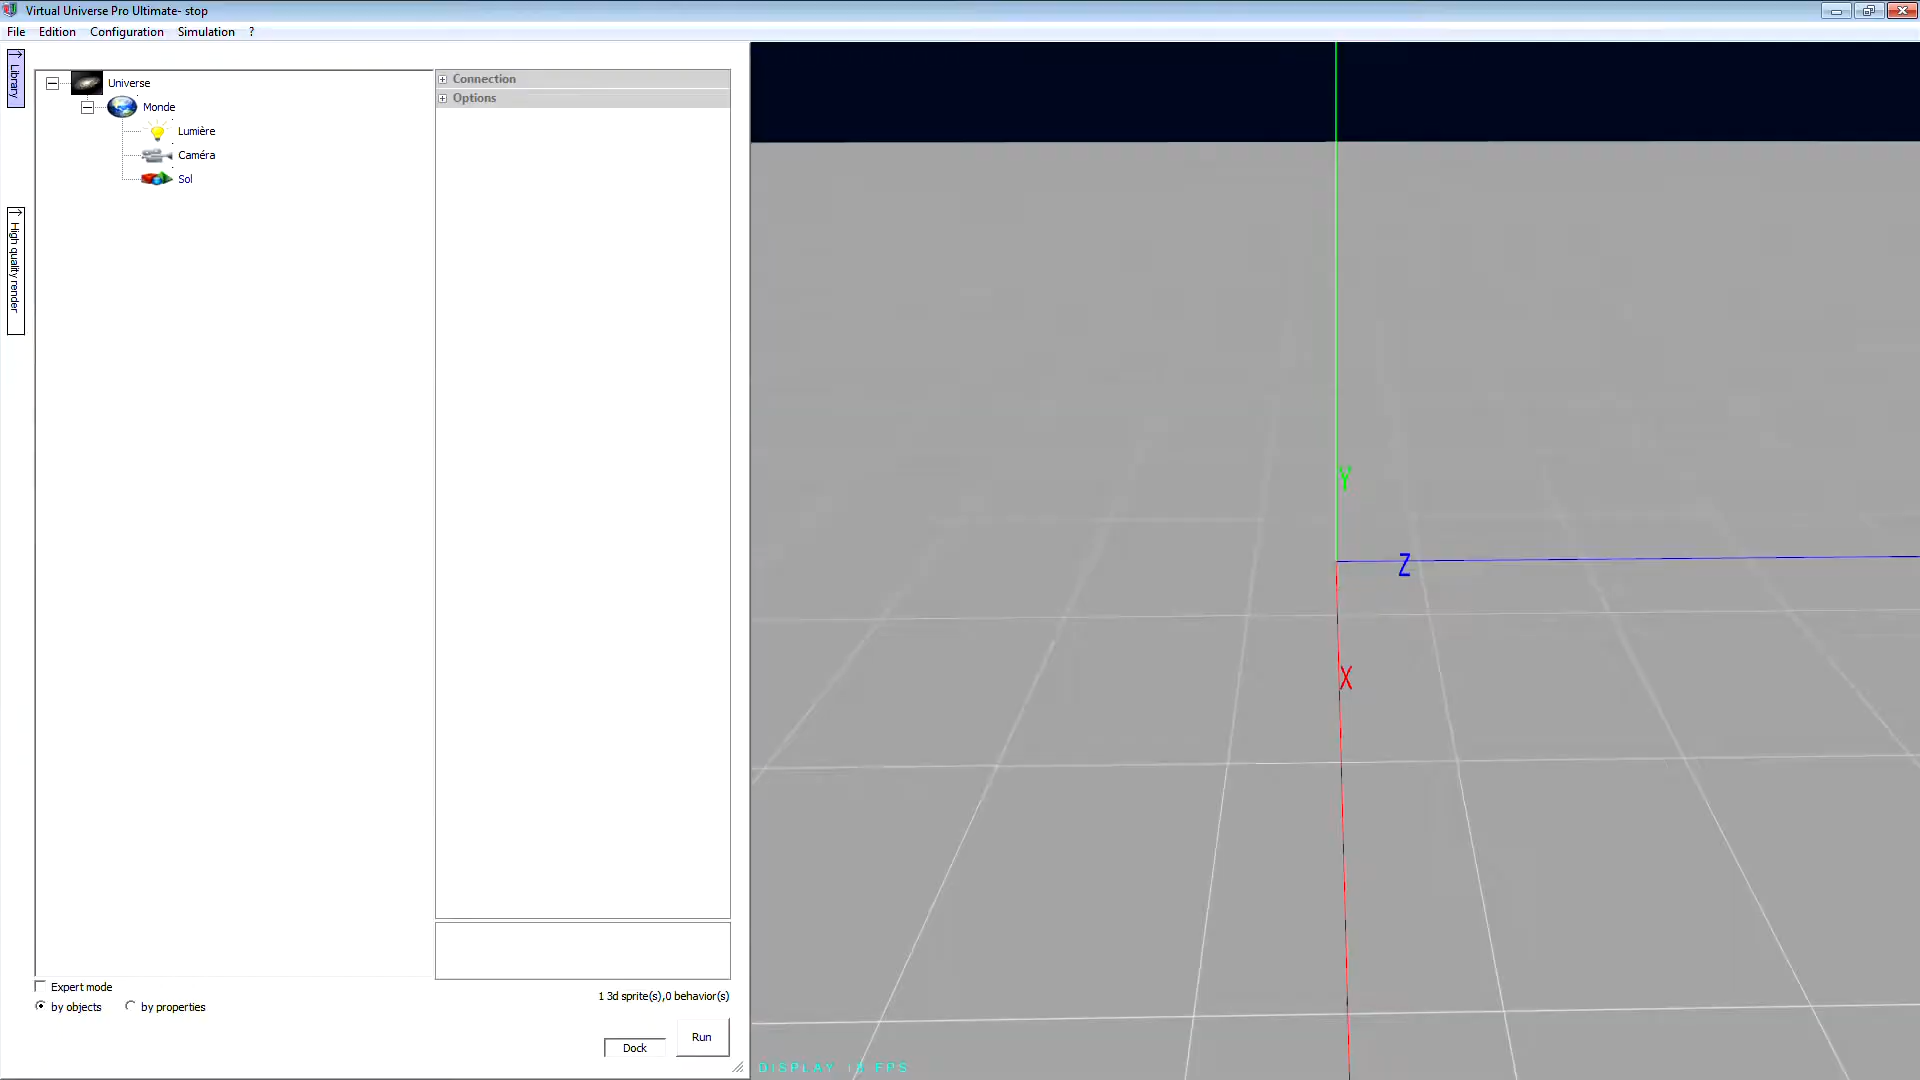 Virtual Universe Pro Ultimate- stop
File Edition Configuration Simulation ?
Library
High quality render
Universe
Monde
Lumière
Caméra
Sol
Connection
Options
Y
Z
X
Expert mode
by objects by properties
1 3d sprite(s),0 behavior(s)
Run
Dock
DISPLAY IN FPS